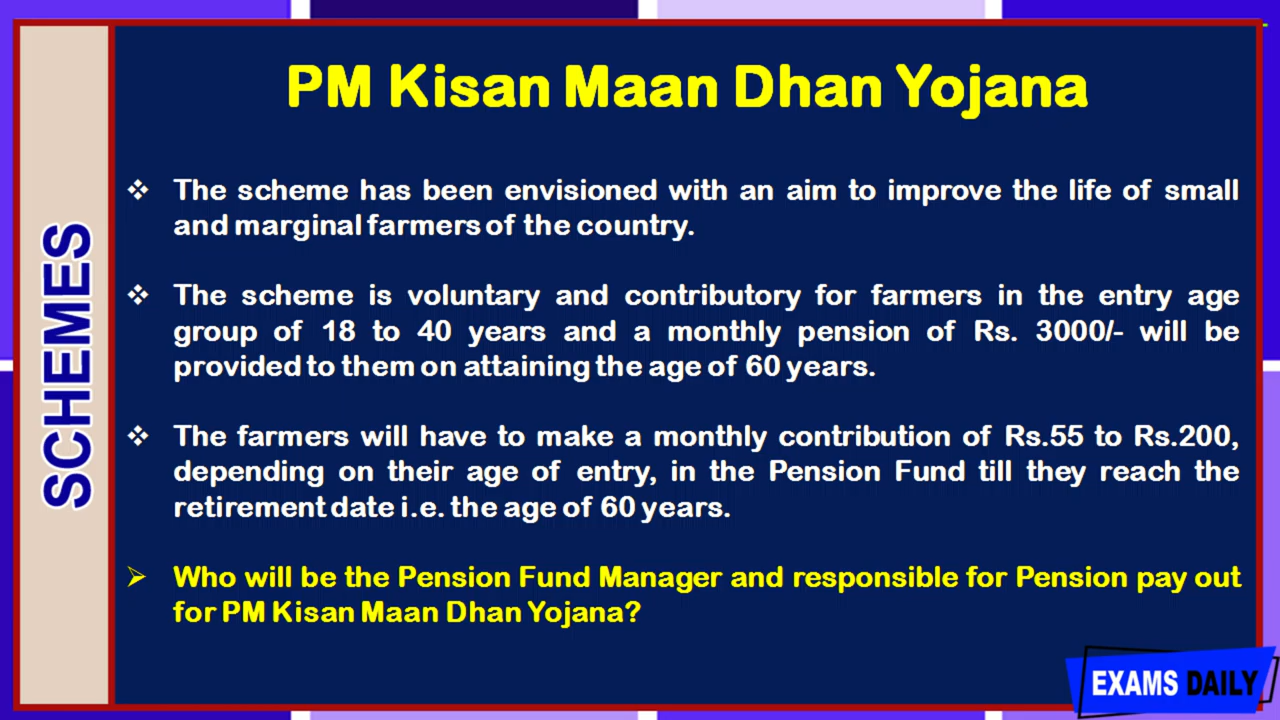 PM Kisan Maan Dhan Yojana
SCHEMES
❖ The scheme has been envisioned with an aim to improve the life of small
and marginal farmers of the country.
❖ The scheme is voluntary and contributory for farmers in the entry age
group of 18 to 40 years and a monthly pension of Rs. 3000/- will be
provided to them on attaining the age of 60 years.
❖ The farmers will have to make a monthly contribution of Rs.55 to Rs.200,
depending on their age of entry, in the Pension Fund till they reach the
retirement date i.e. the age of 60 years.
➢ Who will be the Pension Fund Manager and responsible for Pension pay out
for PM Kisan Maan Dhan Yojana?
EXAMS DAILY